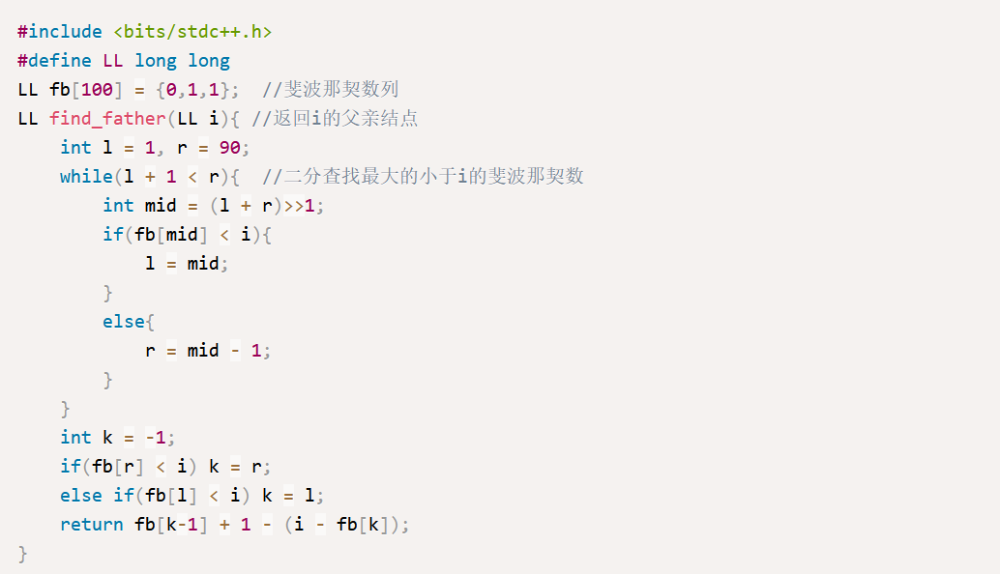 #include <bits/stdc++.h>
#define LL long long
LL fb[100] = {0,1,1};  //斐波那契数列
LL find_father(LL i){ //返回i的父亲结点
    int l = 1, r = 90;
    while(l + 1 < r){  //二分查找最大的小于i的斐波那契数
        int mid = (l + r)>>1;
        if(fb[mid] < i){
            l = mid;
        }
        else{
            r = mid - 1;
        }
    }
    int k = -1;
    if(fb[r] < i) k = r;
    else if(fb[l] < i) k = l;
    return fb[k-1] + 1 - (i - fb[k]);
}